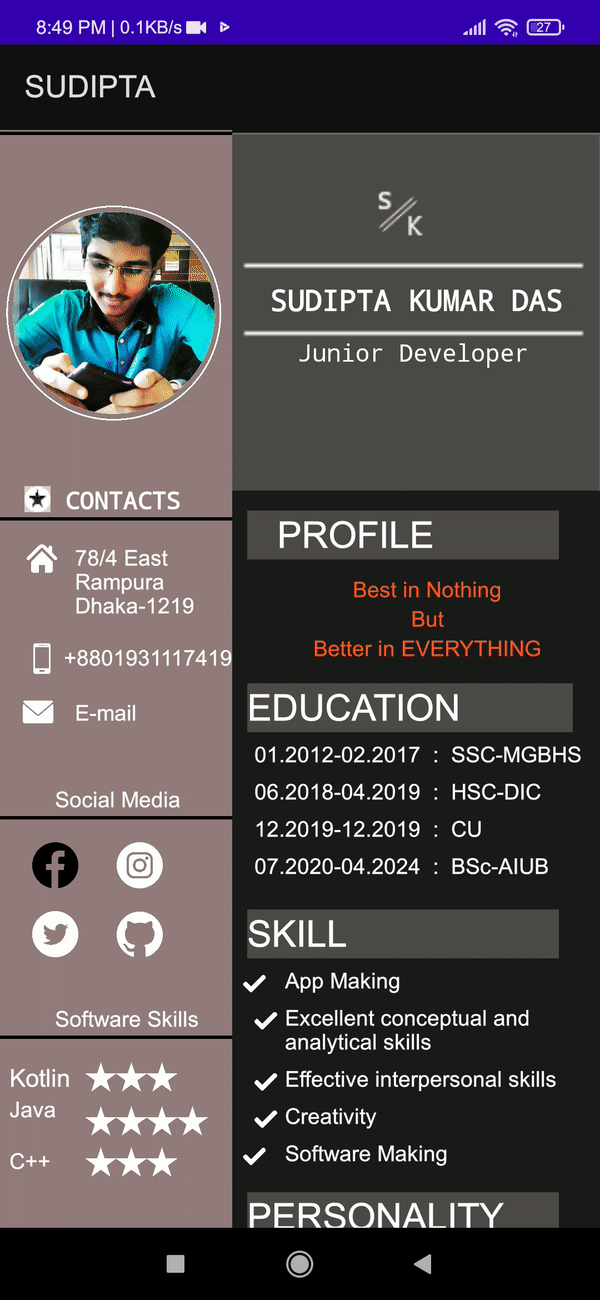 8:49 PM | 0.1KB/s
27
SUDIPTA
S
K
SUDIPTA KUMAR DAS
Junior Developer
CONTACTS
78/4 East
Rampura
Dhaka-1219
+8801931117419
E-mail
Social Media
Software Skills
Kotlin
Java
C++
PROFILE
Best in Nothing
But
Better in EVERYTHING
EDUCATION
01.2012-02.2017 : SSC-MGBHS
06.2018-04.2019 : HSC-DIC
12.2019-12.2019 : CU
07.2020-04.2024 : BSc-AIUB
SKILL
App Making
Excellent conceptual and
analytical skills
Effective interpersonal skills
Creativity
Software Making
PERSONALITY